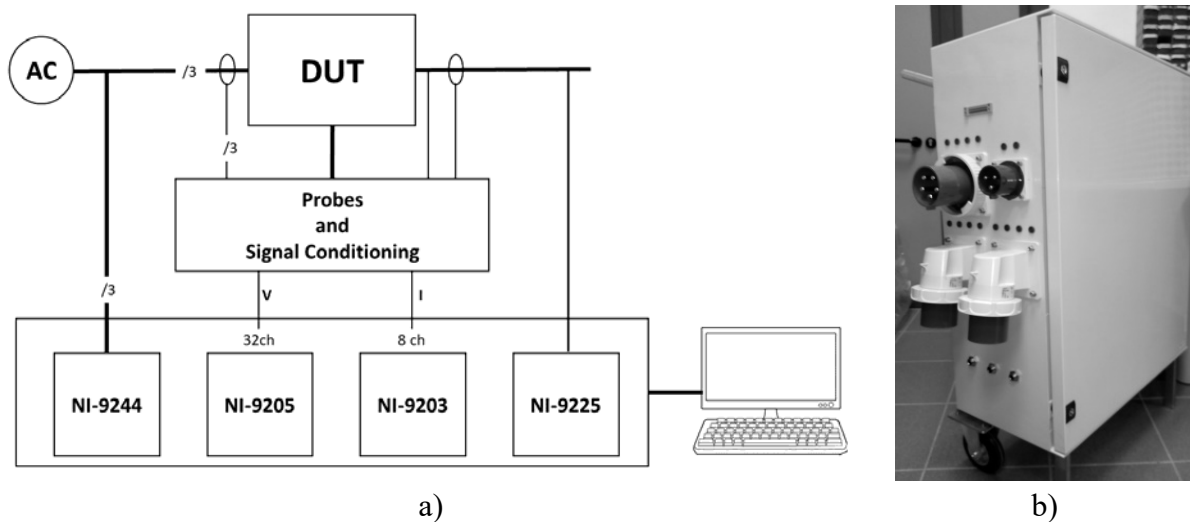 AC
/3
DUT
/3
Probes
and
Signal Conditioning
/3
V
I
32ch
8 ch
NI-9244
NI-9205
NI-9203
NI-9225
a)
b)